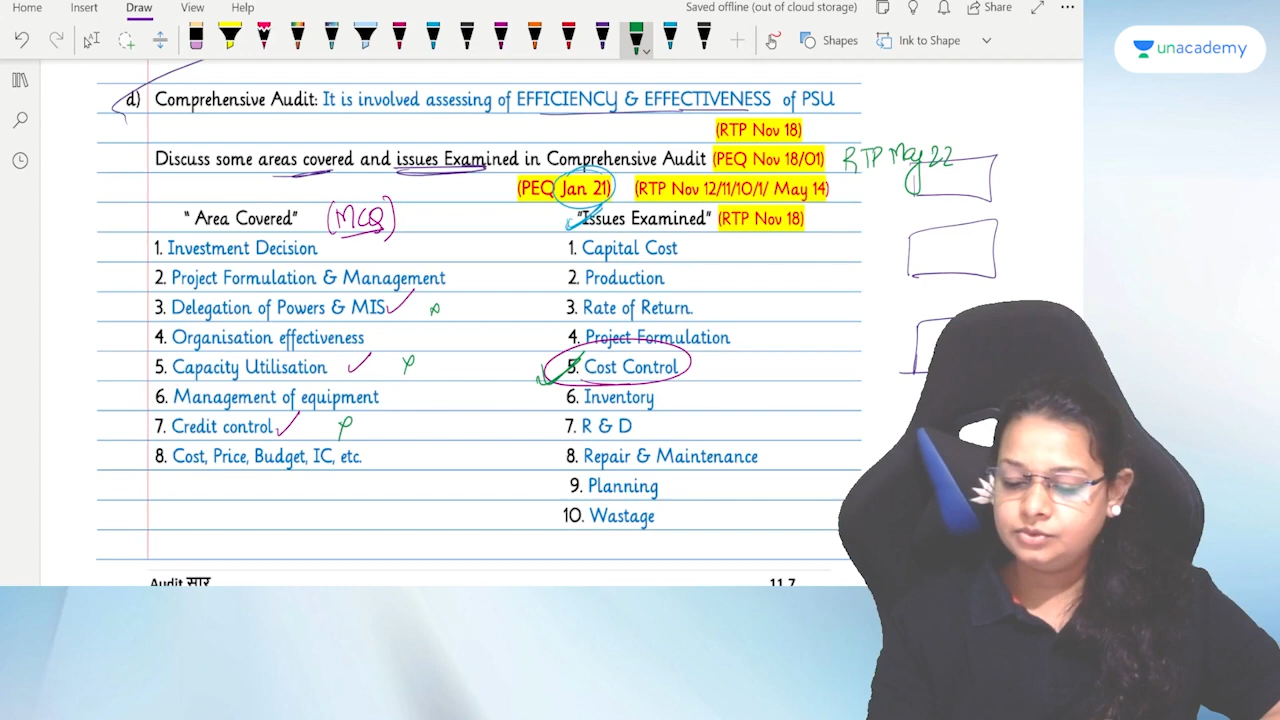 Home Insert Draw View Help Saved offline (out of cloud storage) Share
Shapes Ink to Shape
unacademy
d) Comprehensive Audit: It is involved assessing of EFFICIENCY & EFFECTIVENESS of PSU
(RTP Nov 18)
Discuss some areas covered and issues Examined in Comprehensive Audit (PEQ Nov 18/01) RTP May 22
(PEQ Jan 21) (RTP Nov 12/11/10/1/ May 14)
“ Area Covered” (MCQ) “Issues Examined” (RTP Nov 18)
1. Investment Decision 1. Capital Cost
2. Project Formulation & Management 2. Production
3. Delegation of Powers & MIS 3. Rate of Return.
4. Organisation effectiveness 4. Project Formulation
5. Capacity Utilisation 5. Cost Control
6. Management of equipment 6. Inventory
7. Credit control 7. R & D
8. Cost, Price, Budget, IC, etc. 8. Repair & Maintenance
9. Planning
10. Wastage
Audit सार 11.7